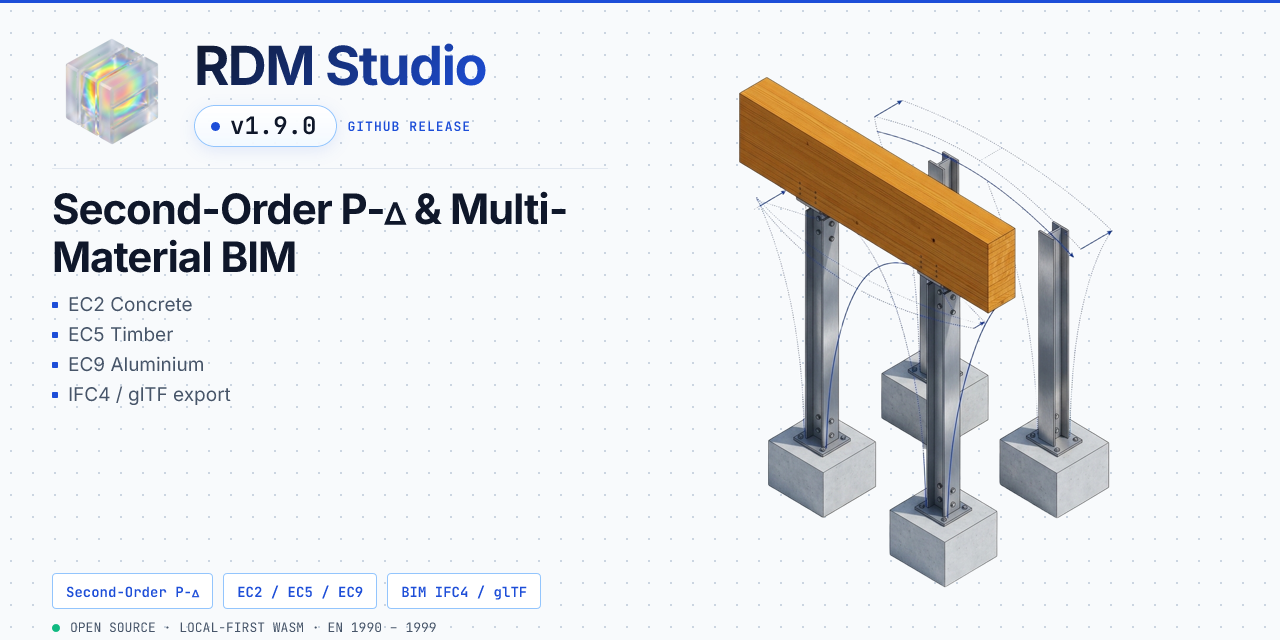 RDM Studio
v1.9.0 GITHUB RELEASE
Second-Order P-Δ & Multi-
Material BIM
EC2 Concrete
EC5 Timber
EC9 Aluminium
IFC4 / glTF export
Second-Order P-Δ EC2 / EC5 / EC9 BIM IFC4 / glTF
OPEN SOURCE · LOCAL-FIRST WASM · EN 1990 – 1999